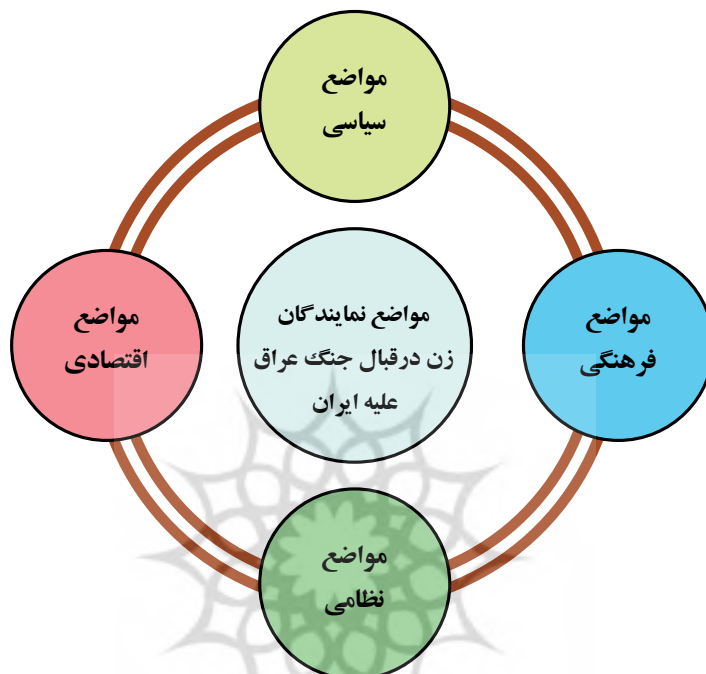 مواضع
سیاسی
مواضع
فرهنگی
مواضع نمایندگان
زن درقبال جنگ عراق
علیه ایران
مواضع
اقتصادی
مواضع
نظامی